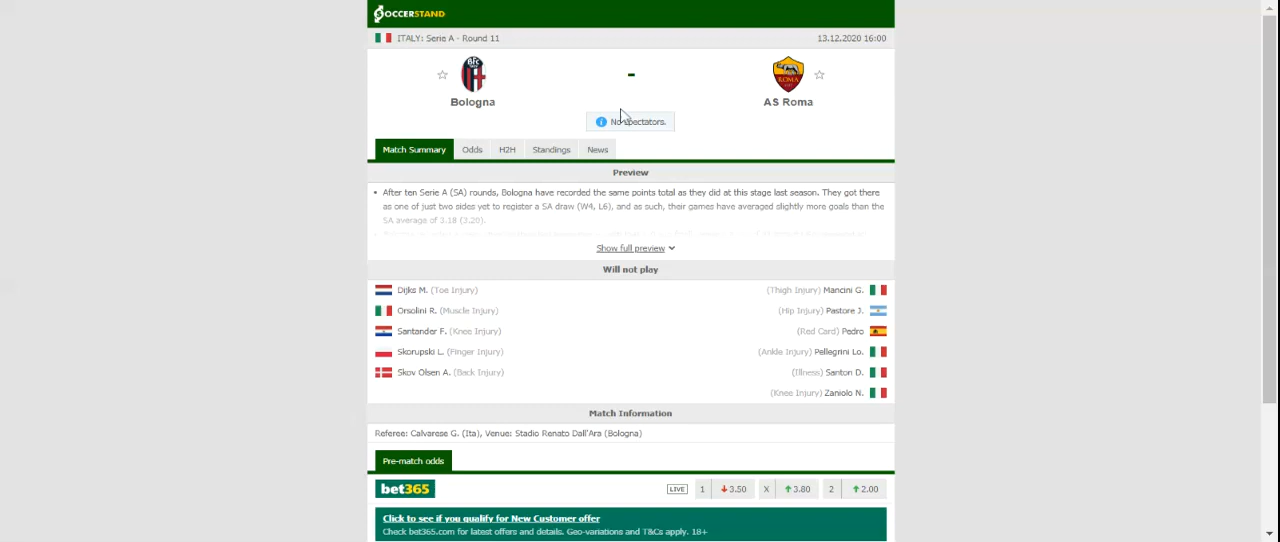 SOCCERSTAND
ITALY: Serie A - Round 11
13.12.2020 16:00
BFC
ROMA
-
Bologna
AS Roma
No spectators.
Match Summary
Odds
H2H
Standings
News
Preview
After ten Serie A (SA) rounds, Bologna have recorded the same points total as they did at this stage last season. They got there
as one of just two sides yet to register a SA draw (W4, L6), and as such, their games have averaged slightly more goals than the
SA average of 3.18 (3.20).
Show full preview
Will not play
Dijks M. (Toe Injury)
(Thigh Injury) Mancini G.
Orsolini R. (Muscle Injury)
(Hip Injury) Pastore J.
Santander F. (Knee Injury)
(Red Card) Pedro
Skorupski L. (Finger Injury)
(Ankle Injury) Pellegrini Lo.
Skov Olsen A. (Back Injury)
(Illness) Santon D.
(Knee Injury) Zaniolo N.
Match Information
Referee: Calvarese G. (Ita), Venue: Stadio Renato Dall'Ara (Bologna)
Pre-match odds
bet365
LIVE
1
3.50
X
3.80
2
2.00
Click to see if you qualify for New Customer offer
Check bet365.com for latest offers and details. Geo-variations and T&Cs apply. 18+